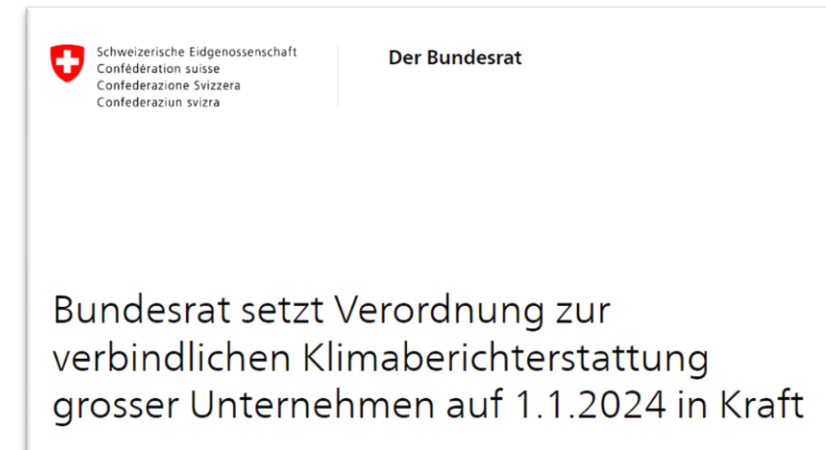 Schweizerische Eidgenossenschaft
Confédération suisse
Confederazione Svizzera
Confederaziun svizra
Der Bundesrat
Bundesrat setzt Verordnung zur
verbindlichen Klimaberichterstattung
grosser Unternehmen auf 1.1.2024 in Kraft